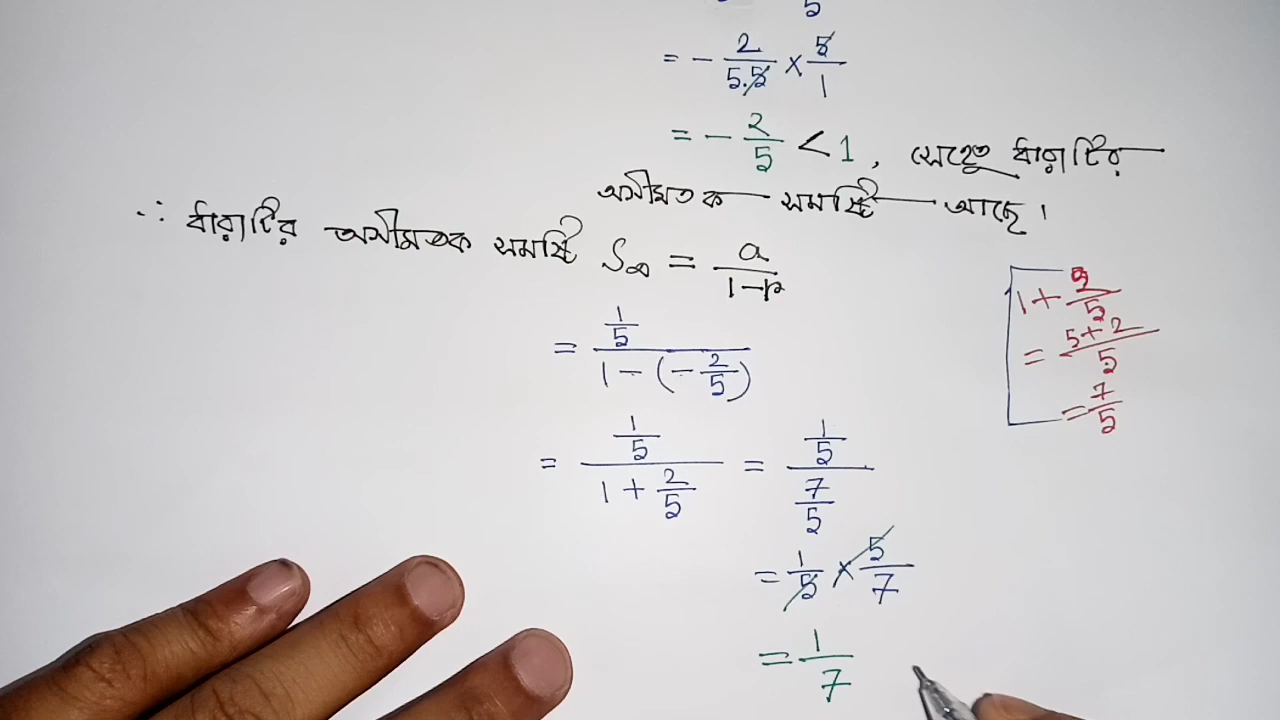 5
= - 2/5.5 × 5/1
= - 2/5 < 1, সেহেতু ধারাটির
অসীমতক সমষ্টি আছে।
∴ ধারাটির অসীমতক সমষ্টি S∞ = a/1-r
= 1/5 / 1-(-2/5)
= 1/5 / 1+2/5 = 1/5 / 7/5
= 1/5 × 5/7
= 1/7
1+2/5
= 5+2/5
= 7/5